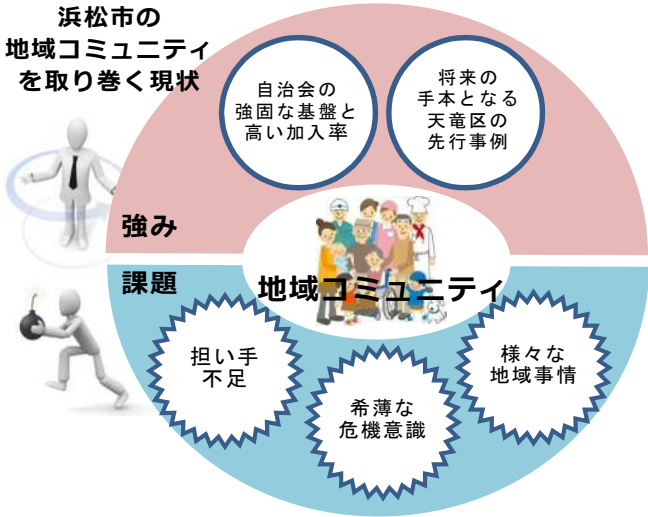 浜松市の
地域コミュニティ
を取り巻く現状
自治会の
強固な基盤と
高い加入率
将来の
手本となる
天竜区の
先行事例
強み
地域コミュニティ
課題
担い手
不足
希薄な
危機意識
様々な
地域事情